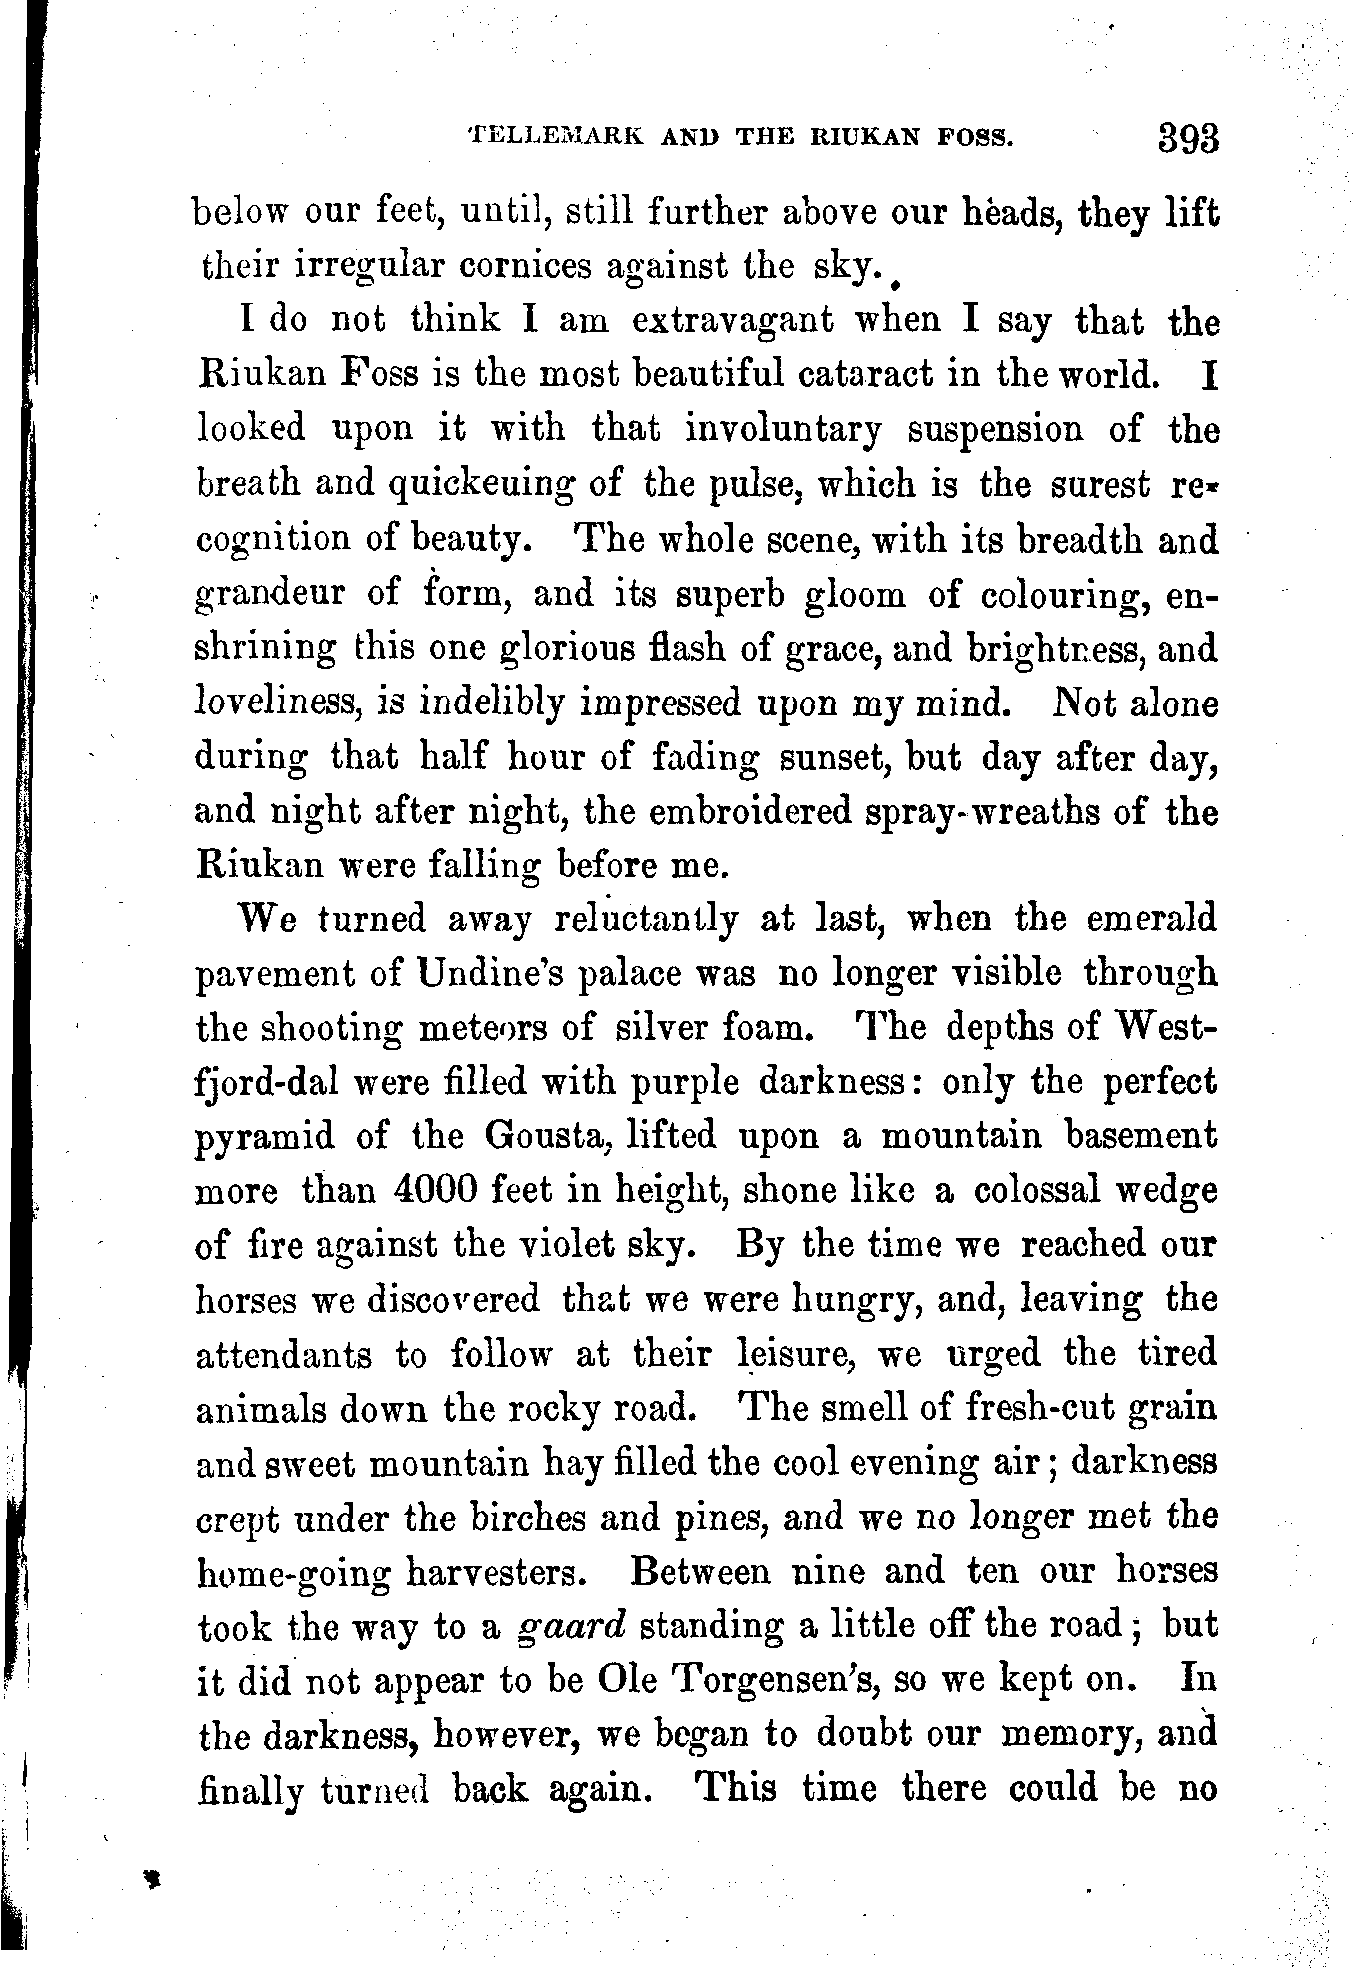 TELLEMARK AND THE RIUKAN FOSS. 393
below our feet, until, still further above our heads, they lift
their irregular cornices against the sky.
I do not think I am extravagant when I say that the
Riukan Foss is the most beautiful cataract in the world. I
looked upon it with that involuntary suspension of the
breath and quickening of the pulse, which is the surest re-
cognition of beauty. The whole scene, with its breadth and
grandeur of form, and its superb gloom of colouring, en-
shrining this one glorious flash of grace, and brightness, and
loveliness, is indelibly impressed upon my mind. Not alone
during that half hour of fading sunset, but day after day,
and night after night, the embroidered spray-wreaths of the
Riukan were falling before me.
We turned away reluctantly at last, when the emerald
pavement of Undine's palace was no longer visible through
the shooting meteors of silver foam. The depths of West-
fjord-dal were filled with purple darkness: only the perfect
pyramid of the Gousta, lifted upon a mountain basement
more than 4000 feet in height, shone like a colossal wedge
of fire against the violet sky. By the time we reached our
horses we discovered that we were hungry, and, leaving the
attendants to follow at their leisure, we urged the tired
animals down the rocky road. The smell of fresh-cut grain
and sweet mountain hay filled the cool evening air; darkness
crept under the birches and pines, and we no longer met the
home-going harvesters. Between nine and ten our horses
took the way to a gaard standing a little off the road; but
it did not appear to be Ole Torgensen's, so we kept on. In
the darkness, however, we began to doubt our memory, and
finally turned back again. This time there could be no